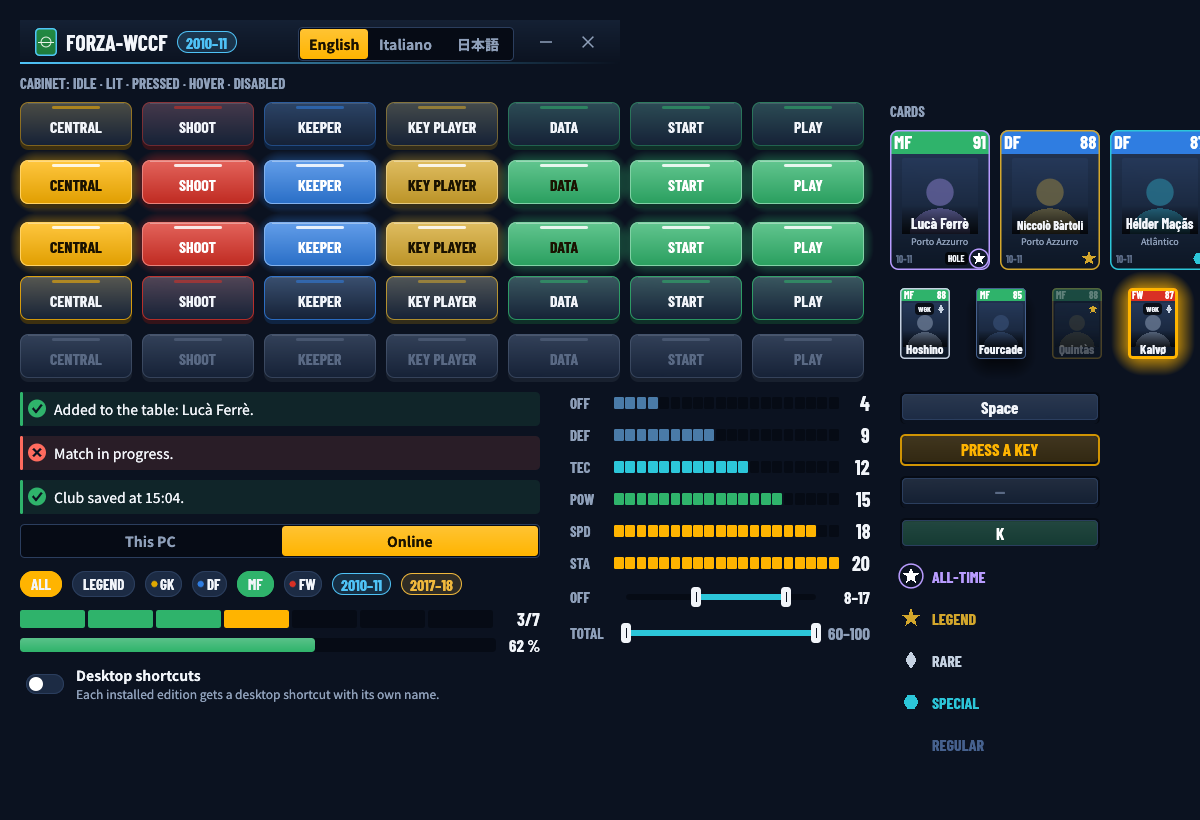 FORZA-WCCF 2010–11 English Italiano 日本語
CABINET: IDLE · LIT · PRESSED · HOVER · DISABLED
CENTRAL SHOOT KEEPER KEY PLAYER DATA START PLAY
CENTRAL SHOOT KEEPER KEY PLAYER DATA START PLAY
CENTRAL SHOOT KEEPER KEY PLAYER DATA START PLAY
CENTRAL SHOOT KEEPER KEY PLAYER DATA START PLAY
CENTRAL SHOOT KEEPER KEY PLAYER DATA START PLAY
CARDS
MF 91 DF 88 DF
Lucà Ferrè Niccolò Bàrtoli Hélder Maçãs
Porto Azzurro Porto Azzurro Atlântico
10-11 HOLE 10-11 10-11
MF 88 MF 85 MF 88 FW 87
WGK WGK
Hoshino Fourcade Quintàs Kalvø
Added to the table: Lucà Ferrè.
Match in progress.
Club saved at 15:04.
This PC Online
ALL LEGEND GK DF MF FW 2010–11 2017–18
3/7
62 %
Desktop shortcuts
Each installed edition gets a desktop shortcut with its own name.
OFF 4
DEF 9
TEC 12
POW 15
SPD 18
STA 20
OFF 8–17
TOTAL 60–100
Space
PRESS A KEY
—
K
ALL-TIME
LEGEND
RARE
SPECIAL
REGULAR